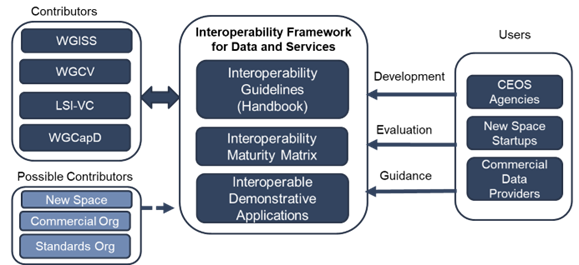 Contributors
WGISS
WGCV
LSI-VC
WGCapD
Possible Contributors
New Space
Commercial Org
Standards Org
Interoperability Framework
for Data and Services
Interoperability
Guidelines
(Handbook)
Interoperability
Maturity Matrix
Interoperable
Demonstrative
Applications
Development
Evaluation
Guidance
Users
CEOS
Agencies
New Space
Startups
Commercial
Data
Providers